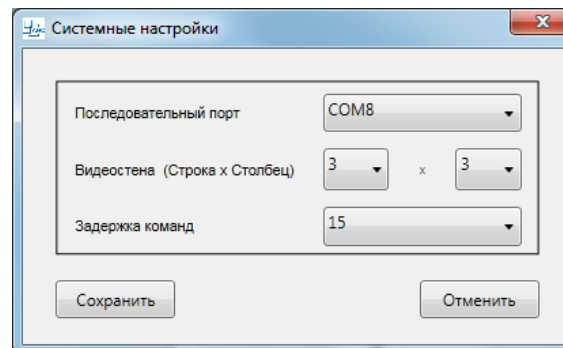 Системные настройки
Последовательный порт COM8
Видеостена (Строка x Столбец) 3 x 3
Задержка команд 15
Сохранить Отменить